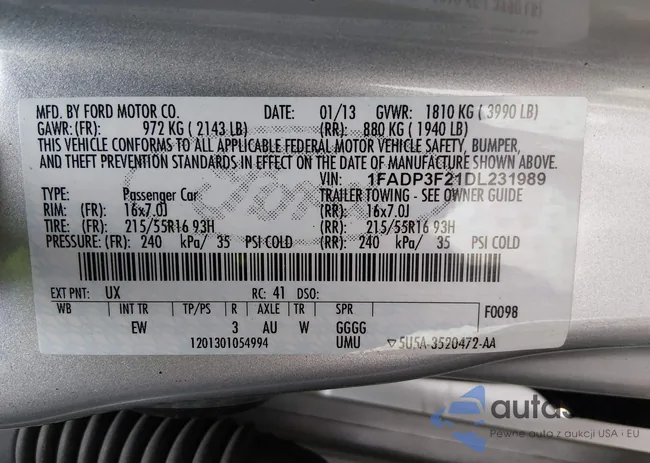 MFD. BY FORD MOTOR CO. DATE: 01/13 GVWR: 1810 KG ( 3990 LB)
GAWR: (FR): 972 KG ( 2143 LB) (RR): 880 KG ( 1940 LB)
THIS VEHICLE CONFORMS TO ALL APPLICABLE FEDERAL MOTOR VEHICLE SAFETY, BUMPER,
AND THEFT PREVENTION STANDARDS IN EFFECT ON THE DATE OF MANUFACTURE SHOWN ABOVE.
VIN: 1FADP3F21DL231989
TYPE: Passenger Car TRAILER TOWING - SEE OWNER GUIDE
RIM: (FR): 16x7.0J (RR): 16x7.0J
TIRE: (FR): 215/55R16 93H (RR): 215/55R16 93H
PRESSURE: (FR): 240 kPa/ 35 PSI COLD (RR): 240 kPa/ 35 PSI COLD
EXT PNT: UX RC: 41 DSO:
WB INT TR TP/PS R AXLE TR SPR F0098
EW 3 AU W GGGG
1201301054994 UMU ▽5U5A-3520472-AA
Pewne auta z aukcji USA i EU